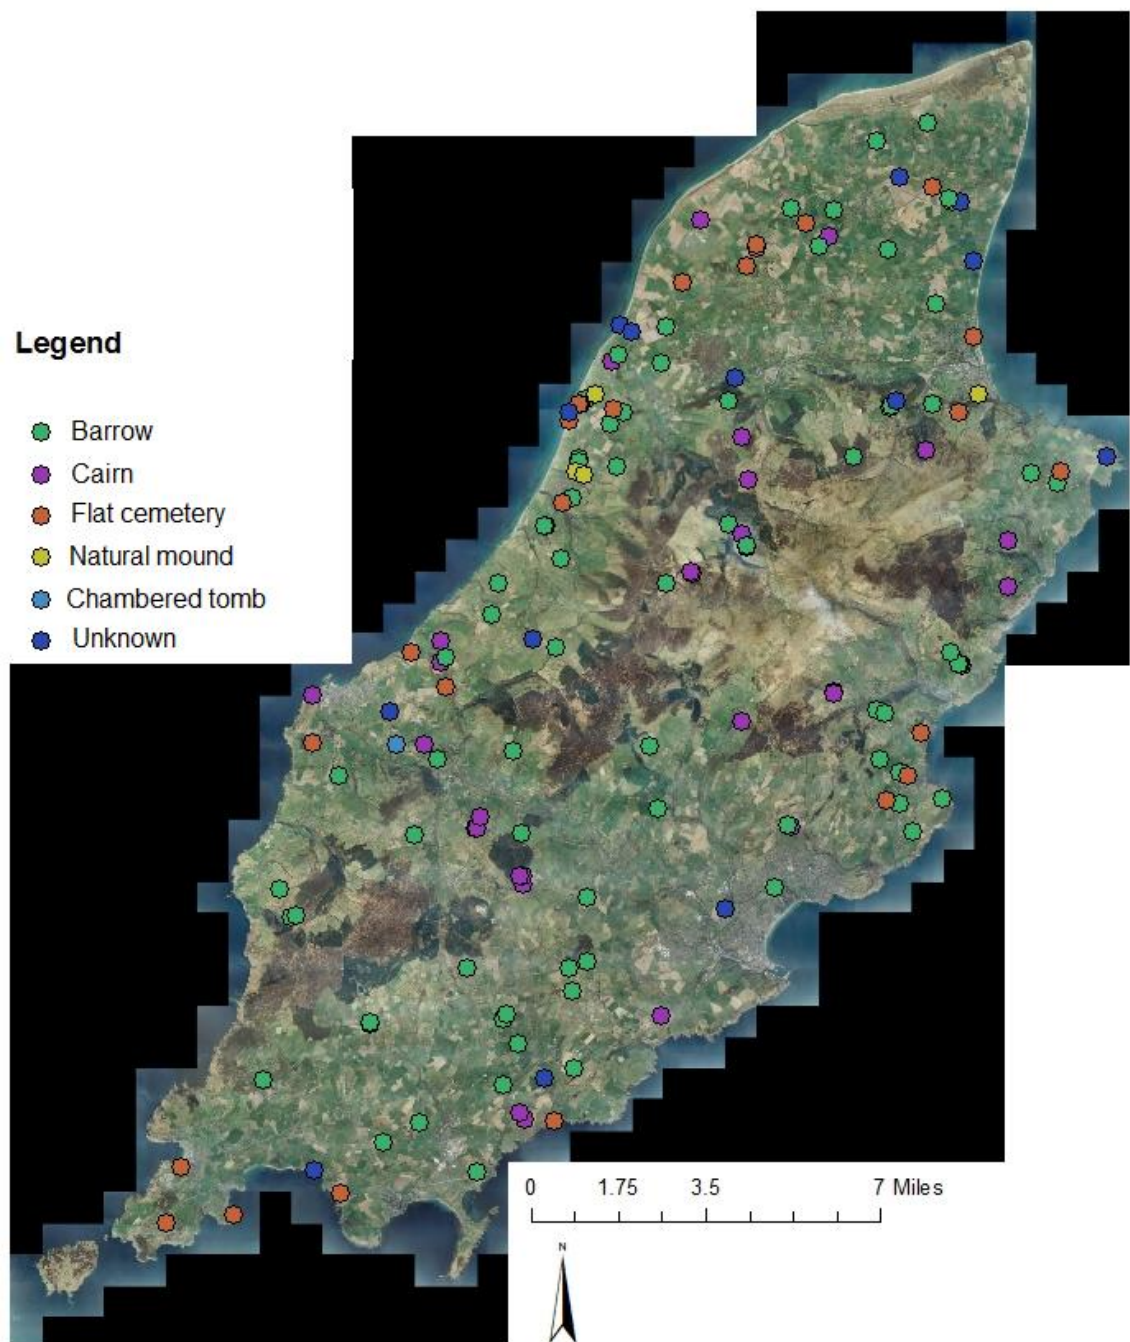 Legend
Barrow
Cairn
Flat cemetery
Natural mound
Chambered tomb
Unknown
0 1.75 3.5 7 Miles
N